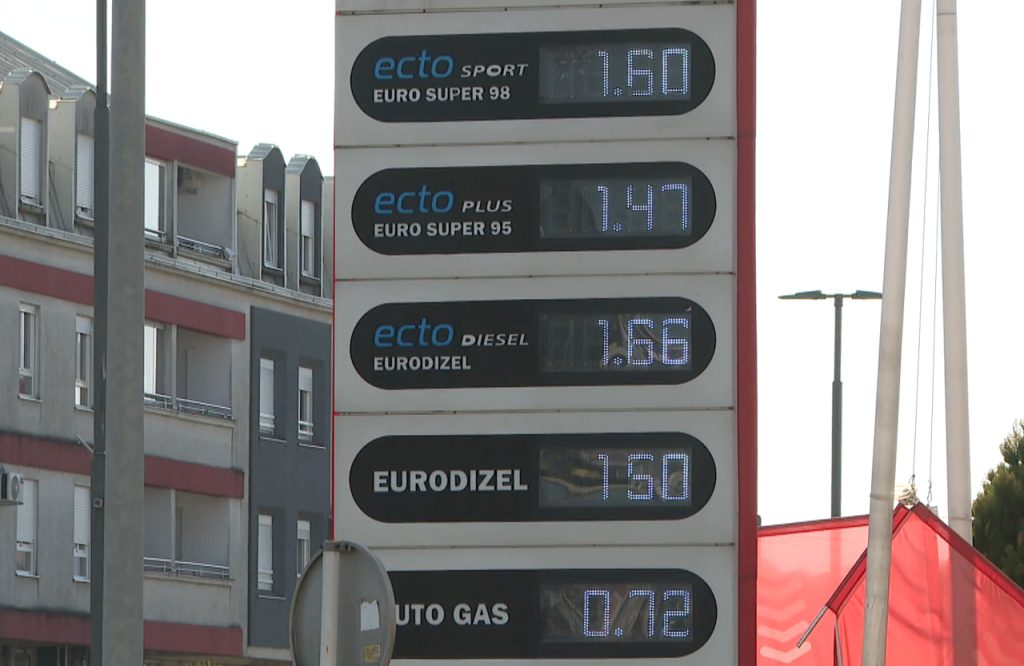 ecto SPORT 1.60
EURO SUPER 98
ecto PLUS 1.47
EURO SUPER 95
ecto DIESEL 1.66
EURODIZEL
EURODIZEL 1 50
UTO GAS 0.72